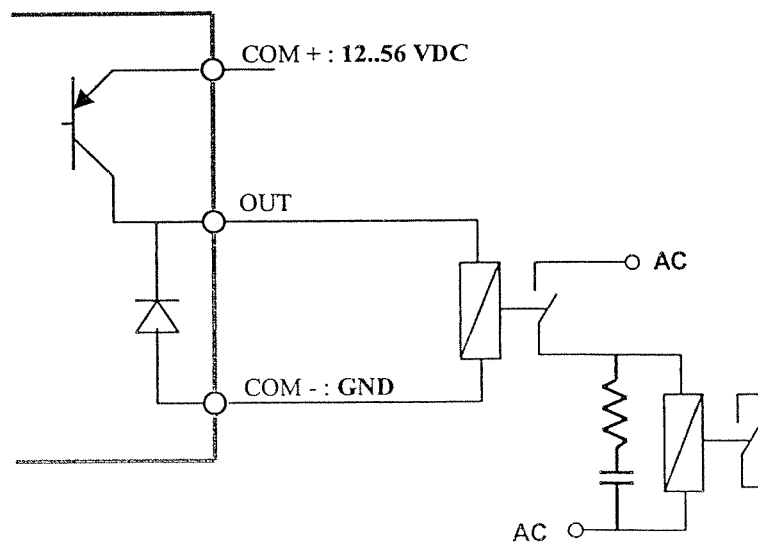 COM + : 12..56 VDC
OUT
AC
COM - : GND
AC